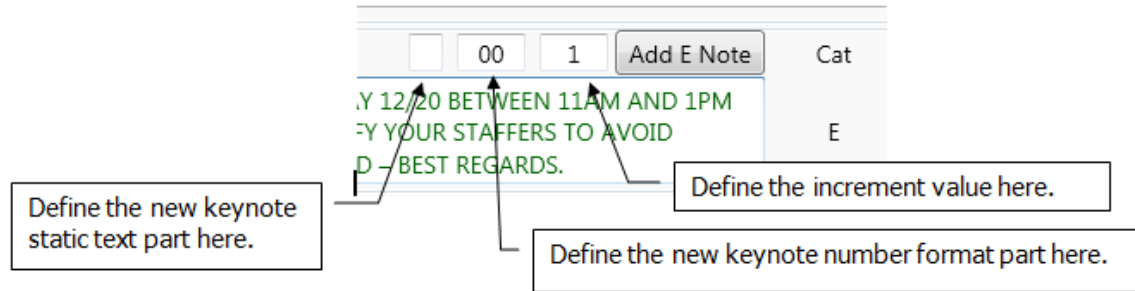 00 1 Add E Note Cat
AY 12/20 BETWEEN 11AM AND 1PM
FY YOUR STAFFERS TO AVOID E
D – BEST REGARDS.
Define the increment value here.
Define the new keynote
static text part here.
Define the new keynote number format part here.